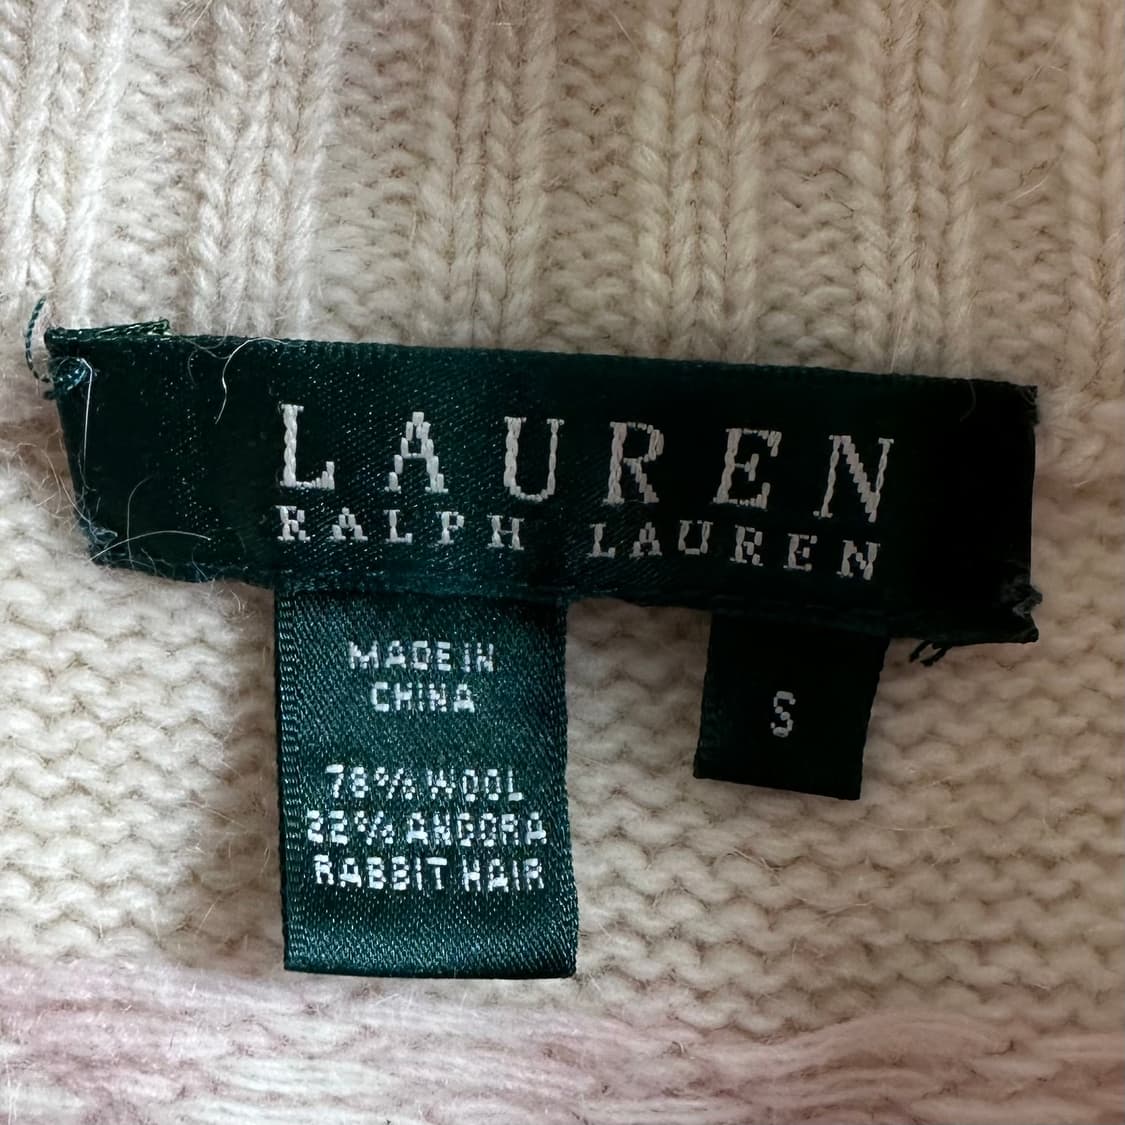 LAUREN
RALPH LAUREN
MADE IN
CHINA
78% WOOL
22% ANGORA
RABBIT HAIR
S